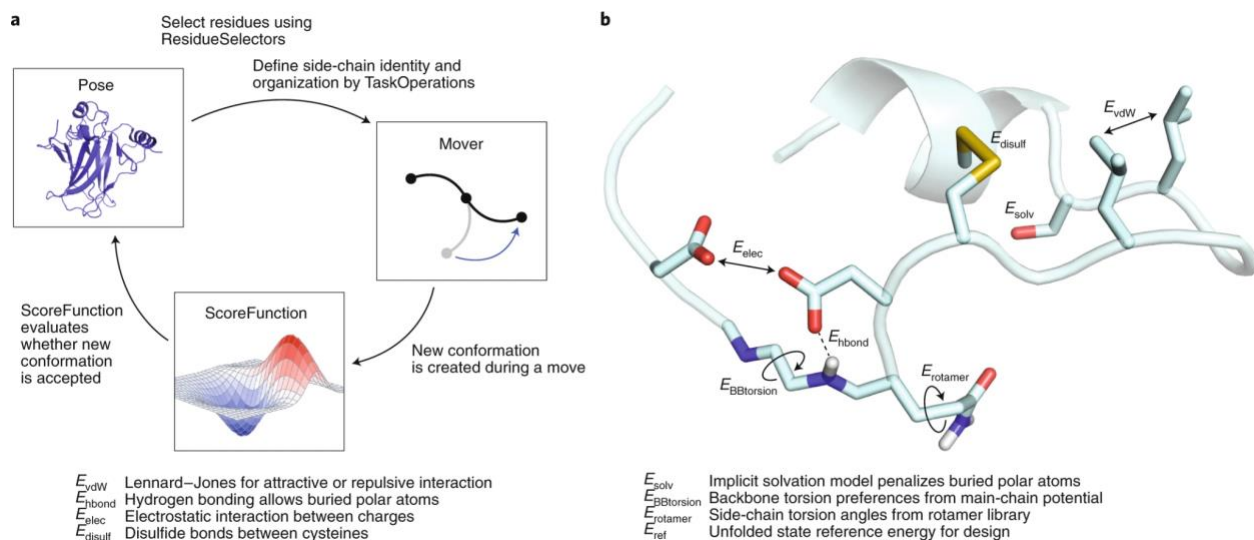 a
Select residues using
ResidueSelectors
Define side-chain identity and
organization by TaskOperations
Pose
Mover
ScoreFunction
ScoreFunction
evaluates
whether new
conformation
is accepted
New conformation
is created during a move
E_vdW Lennard–Jones for attractive or repulsive interaction
E_hbond Hydrogen bonding allows buried polar atoms
E_elec Electrostatic interaction between charges
E_disulf Disulfide bonds between cysteines
b
E_vdW
E_disulf
E_solv
E_elec
E_hbond
E_BBtorsion
E_rotamer
E_solv Implicit solvation model penalizes buried polar atoms
E_BBtorsion Backbone torsion preferences from main-chain potential
E_rotamer Side-chain torsion angles from rotamer library
E_ref Unfolded state reference energy for design